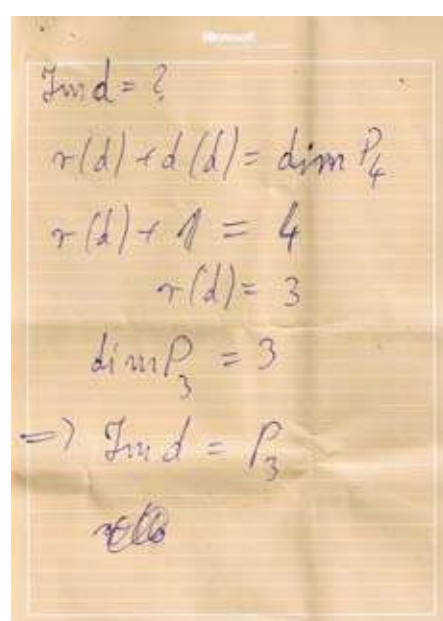 Im d = ?
r(d) + d(d) = dim P₄
r(d) + 1 = 4
r(d) = 3
dim P₃ = 3
=> Im d = P₃